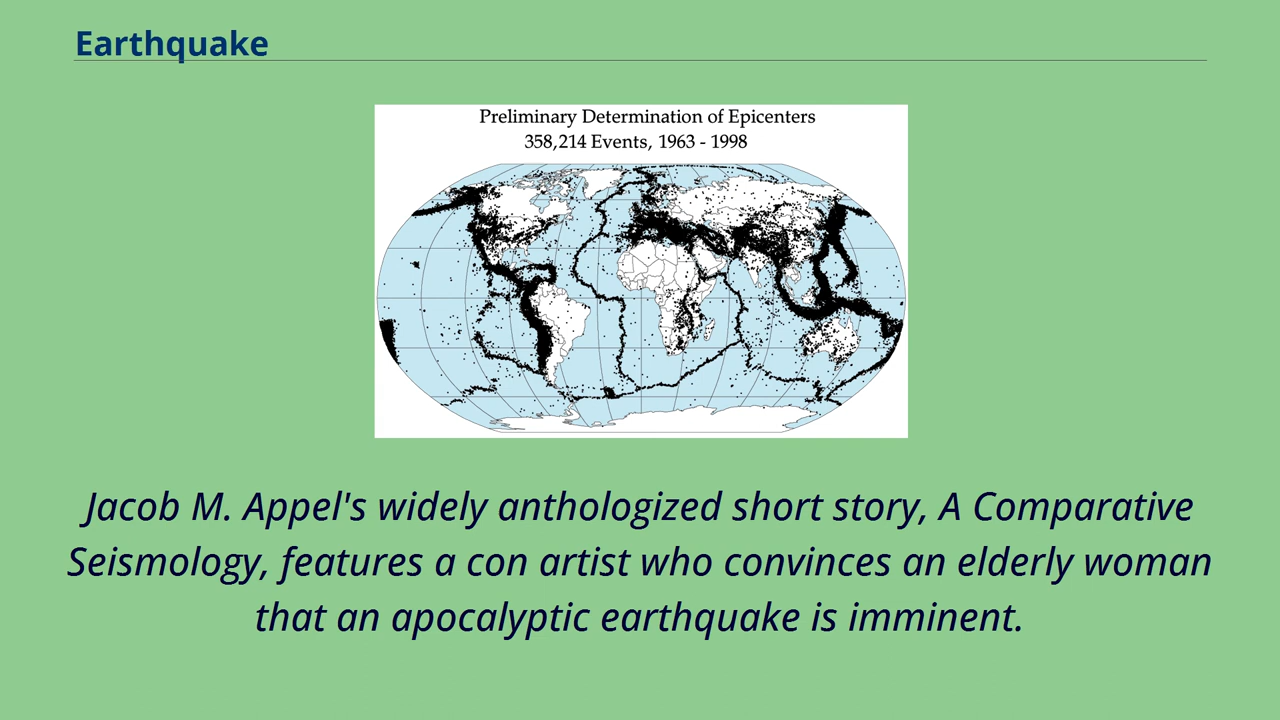 Earthquake
Preliminary Determination of Epicenters
358,214 Events, 1963 - 1998
Jacob M. Appel's widely anthologized short story, A Comparative
Seismology, features a con artist who convinces an elderly woman
that an apocalyptic earthquake is imminent.